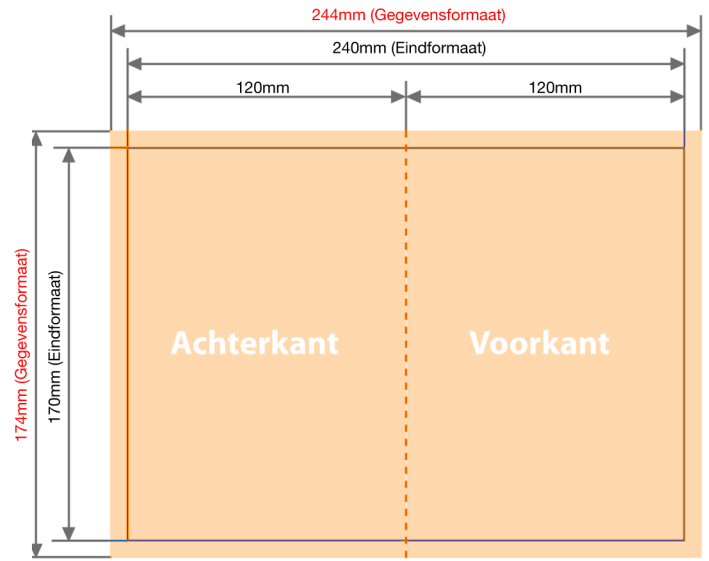 244mm (Gegevensformaat)
240mm (Eindformaat)
120mm
120mm
174mm (Gegevensformaat)
170mm (Eindformaat)
Achterkant
Voorkant